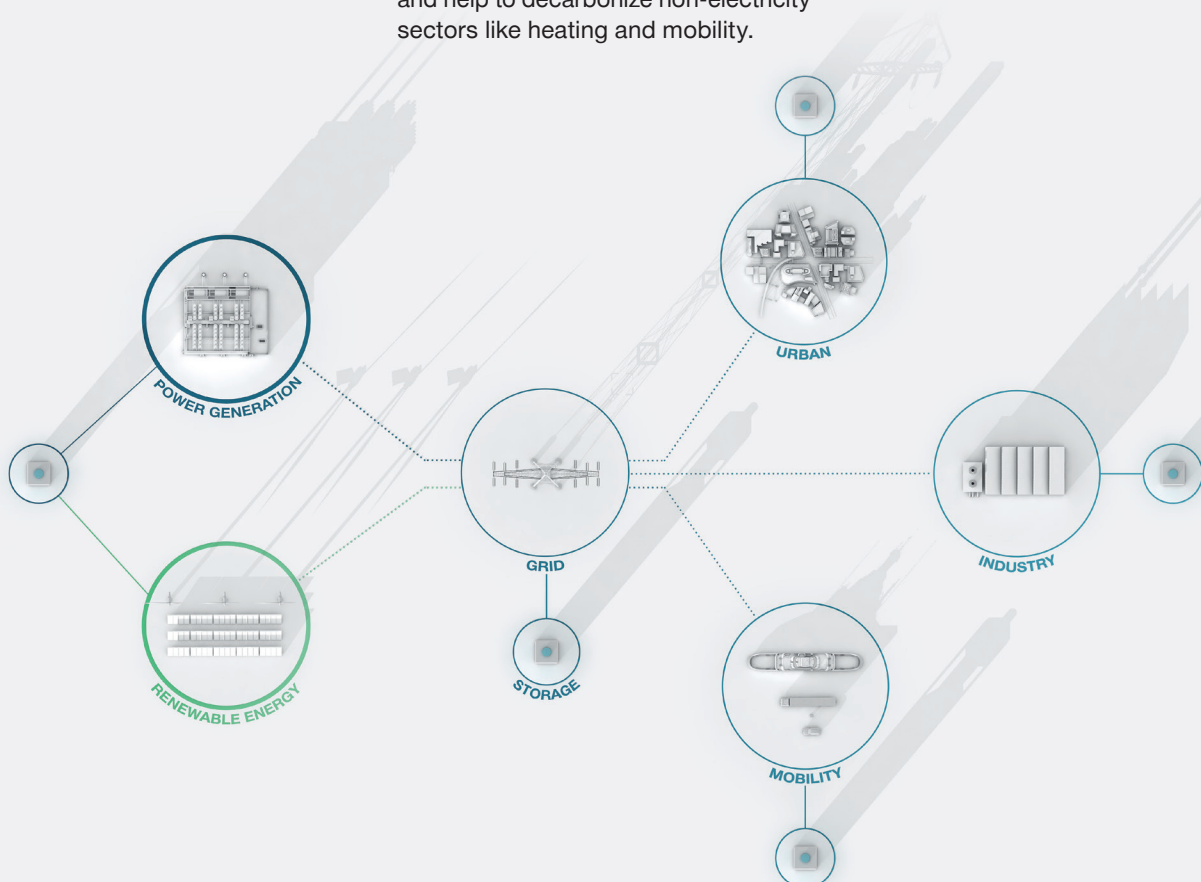 and help to decarbonize non-electricity
sectors like heating and mobility.
URBAN
POWER GENERATION
GRID
INDUSTRY
STORAGE
RENEWABLE ENERGY
MOBILITY